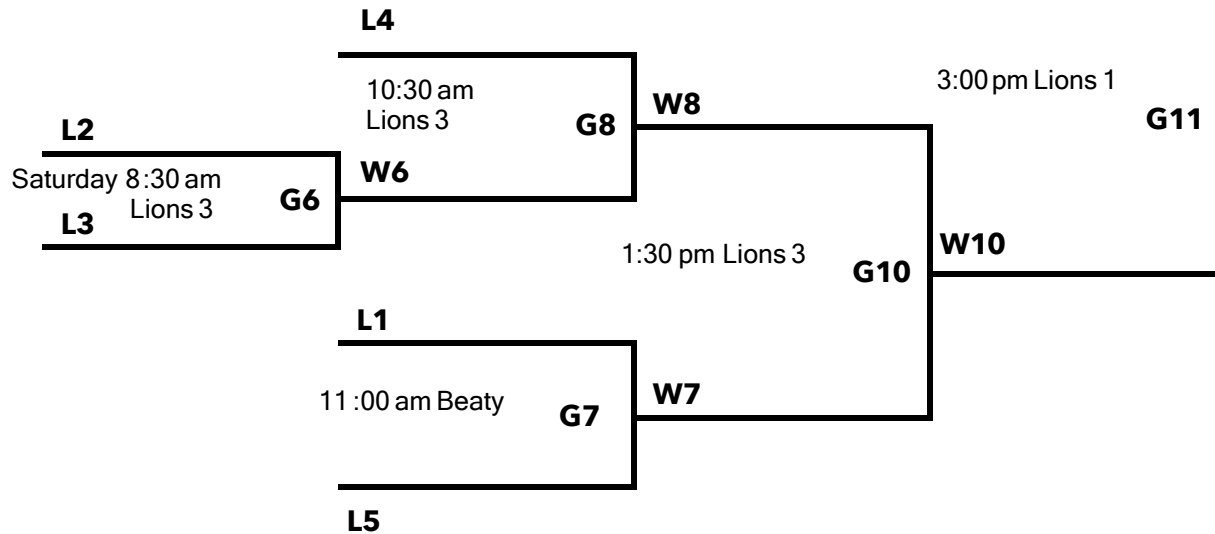 L4
10:30 am
Lions 3
G8
W8
3:00 pm Lions 1
G11
L2
Saturday 8:30 am
Lions 3
G6
W6
L3
1:30 pm Lions 3
G10
W10
L1
11:00 am Beaty
G7
W7
L5